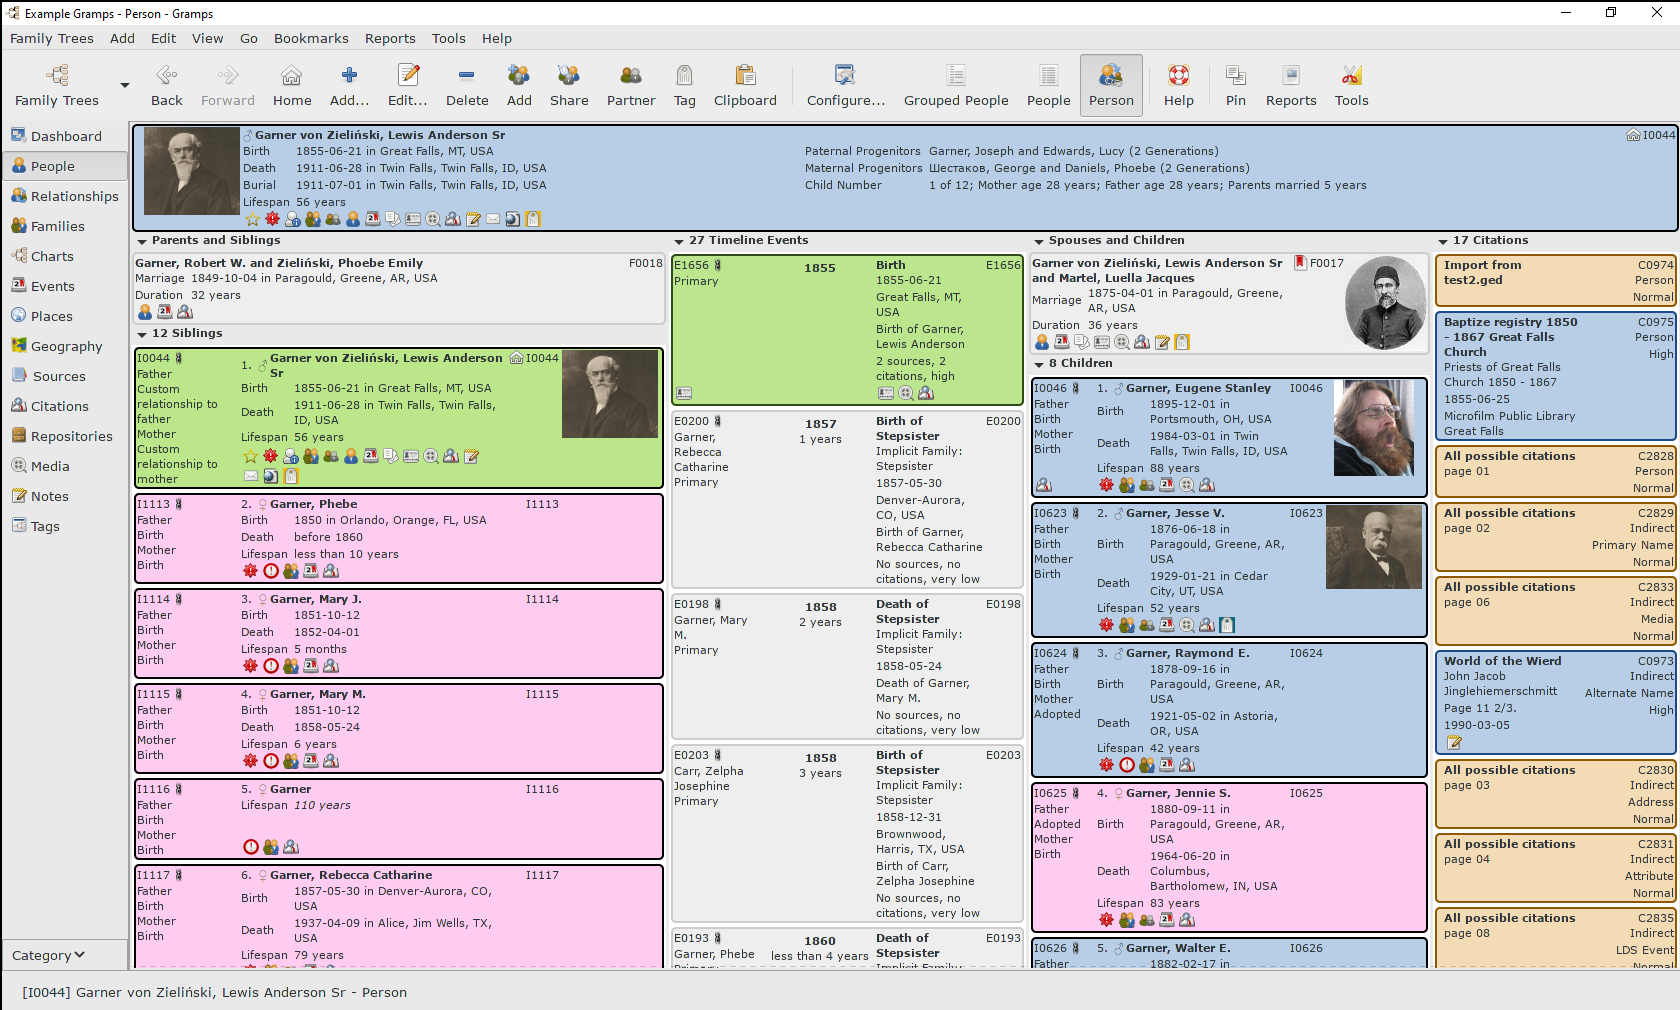 Example Gramps - Person - Gramps
Family Trees Add Edit View Go Bookmarks Reports Tools Help
Family Trees Back Forward Home Add... Edit... Delete Add Share Partner Tag Clipboard Configure... Grouped People People Person Help Pin Reports Tools
Dashboard
People
Relationships
Families
Charts
Events
Places
Geography
Sources
Citations
Repositories
Media
Notes
Tags
Category
Garner von Zieliński, Lewis Anderson Sr
I0044
Birth 1855-06-21 in Great Falls, MT, USA
Death 1911-06-28 in Twin Falls, Twin Falls, ID, USA
Burial 1911-07-01 in Twin Falls, Twin Falls, ID, USA
Lifespan 56 years
Paternal Progenitors Garner, Joseph and Edwards, Lucy (2 Generations)
Maternal Progenitors Шестаков, George and Daniels, Phoebe (2 Generations)
Child Number 1 of 12; Mother age 28 years; Father age 28 years; Parents married 5 years
Parents and Siblings
Garner, Robert W. and Zieliński, Phoebe Emily F0018
Marriage 1849-10-04 in Paragould, Greene, AR, USA
Duration 32 years
12 Siblings
I0044
Father
Custom
relationship to
father
Mother
Custom
relationship to
mother
1. Garner von Zieliński, Lewis Anderson I0044
Sr
Birth 1855-06-21 in Great Falls, MT, USA
Death 1911-06-28 in Twin Falls, Twin Falls,
ID, USA
Lifespan 56 years
I1113
Father
Birth
Mother
Birth
2. Garner, Phebe I1113
Birth 1850 in Orlando, Orange, FL, USA
Death before 1860
Lifespan less than 10 years
I1114
Father
Birth
Mother
Birth
3. Garner, Mary J. I1114
Birth 1851-10-12
Death 1852-04-01
Lifespan 5 months
I1115
Father
Birth
Mother
Birth
4. Garner, Mary M. I1115
Birth 1851-10-12
Death 1858-05-24
Lifespan 6 years
I1116
Father
Birth
Mother
Birth
5. Garner I1116
Lifespan 110 years
I1117
Father
Birth
Mother
Birth
6. Garner, Rebecca Catharine I1117
Birth 1857-05-30 in Denver-Aurora, CO,
USA
Death 1937-04-09 in Alice, Jim Wells, TX,
USA
Lifespan 79 years
27 Timeline Events
E1656
Primary
1855
Birth E1656
1855-06-21
Great Falls, MT,
USA
Birth of Garner,
Lewis Anderson
2 sources, 2
citations, high
E0200
Garner,
Rebecca
Catharine
Primary
1857
1 years
Birth of E0200
Stepsister
Implicit Family:
Stepsister
1857-05-30
Denver-Aurora,
CO, USA
Birth of Garner,
Rebecca Catharine
No sources, no
citations, very low
E0198
Garner, Mary
M.
Primary
1858
2 years
Death of E0198
Stepsister
Implicit Family:
Stepsister
1858-05-24
Death of Garner,
Mary M.
No sources, no
citations, very low
E0203
Carr, Zelpha
Josephine
Primary
1858
3 years
Birth of E0203
Stepsister
Implicit Family:
Stepsister
1858-12-31
Brownwood,
Harris, TX, USA
Birth of Carr,
Zelpha Josephine
No sources, no
citations, very low
E0193
Garner, Phebe
Primary
1860
less than 4 years
Death of E0193
Stepsister
Implicit Family:
Spouses and Children
Garner von Zieliński, Lewis Anderson Sr F0017
and Martel, Luella Jacques
Marriage 1875-04-01 in Paragould, Greene,
AR, USA
Duration 36 years
8 Children
I0046
Father
Birth
Mother
Birth
1. Garner, Eugene Stanley I0046
Birth 1895-12-01 in
Portsmouth, OH, USA
Death 1984-03-01 in Twin
Falls, Twin Falls, ID, USA
Lifespan 88 years
I0623
Father
Birth
Mother
Birth
2. Garner, Jesse V. I0623
Birth 1876-06-18 in
Paragould, Greene, AR,
USA
Death 1929-01-21 in Cedar
City, UT, USA
Lifespan 52 years
I0624
Father
Birth
Mother
Adopted
3. Garner, Raymond E. I0624
Birth 1878-09-16 in
Paragould, Greene, AR,
USA
Death 1921-05-02 in Astoria,
OR, USA
Lifespan 42 years
I0625
Father
Adopted
Mother
Birth
4. Garner, Jennie S. I0625
Birth 1880-09-11 in
Paragould, Greene, AR,
USA
Death 1964-06-20 in
Columbus,
Bartholomew, IN, USA
Lifespan 83 years
I0626
Father
5. Garner, Walter E. I0626
1882-02-17 in
17 Citations
Import from C0974
test2.ged Person
Normal
Baptize registry 1850 C0975
- 1867 Great Falls Person
Church High
Priests of Great Falls
Church 1850 - 1867
1855-06-25
Microfilm Public Library
Great Falls
All possible citations C2828
page 01 Person
Normal
All possible citations C2829
page 02 Indirect
Primary Name
Normal
All possible citations C2833
page 06 Indirect
Media
Normal
World of the Wierd C0973
John Jacob Indirect
Jinglehiemerschmitt Alternate Name
Page 11 2/3. High
1990-03-05
All possible citations C2830
page 03 Indirect
Address
Normal
All possible citations C2831
page 04 Indirect
Attribute
Normal
All possible citations C2835
page 08 Indirect
LDS Event
Normal
[I0044] Garner von Zieliński, Lewis Anderson Sr - Person